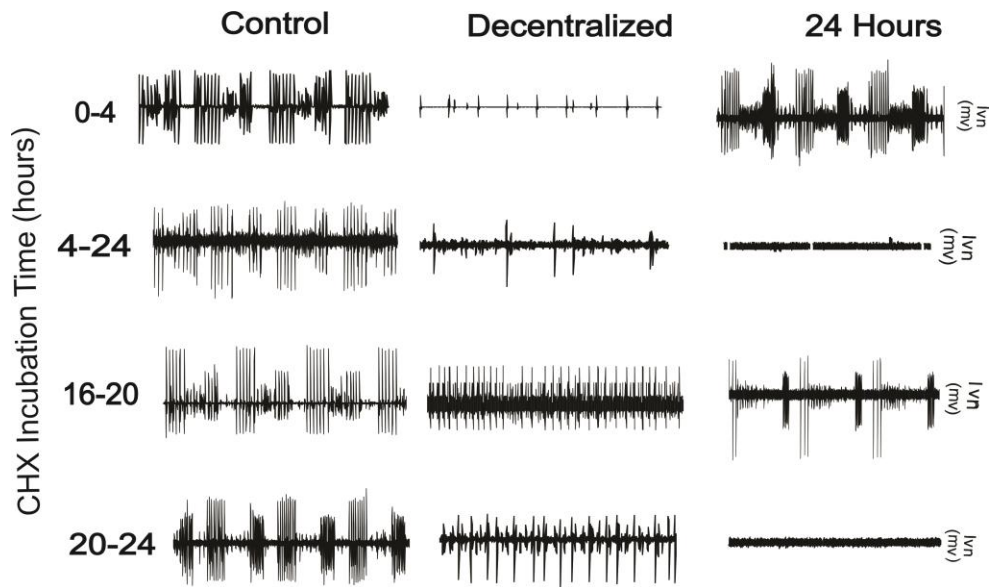 Control Decentralized 24 Hours
CHX Incubation Time (hours)
0-4
lvn
(mv)
4-24
lvn
(mv)
16-20
lvn
(mv)
20-24
lvn
(mv)